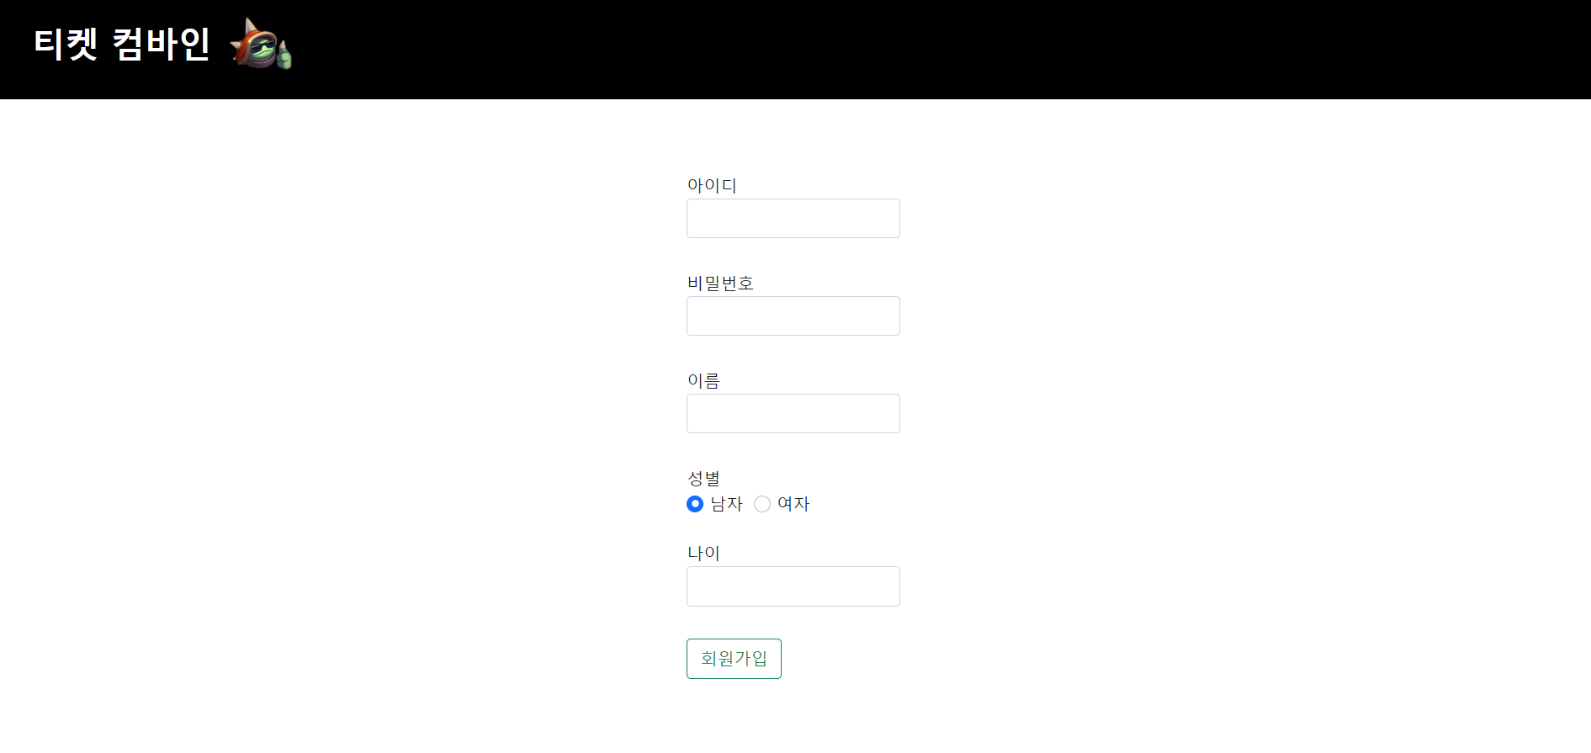 티켓 컴바인
아이디
비밀번호
이름
성별
남자 여자
나이
회원가입